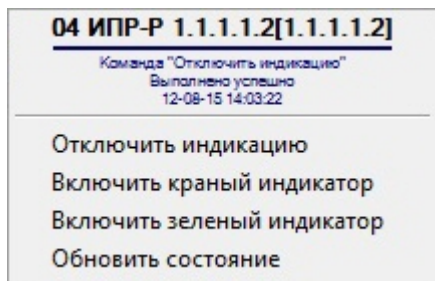 04 ИПР-Р 1.1.1.1.2[1.1.1.1.2]
Команда "Отключить индикацию"
Выполнено успешно
12-08-15 14:03:22
Отключить индикацию
Включить краный индикатор
Включить зеленый индикатор
Обновить состояние